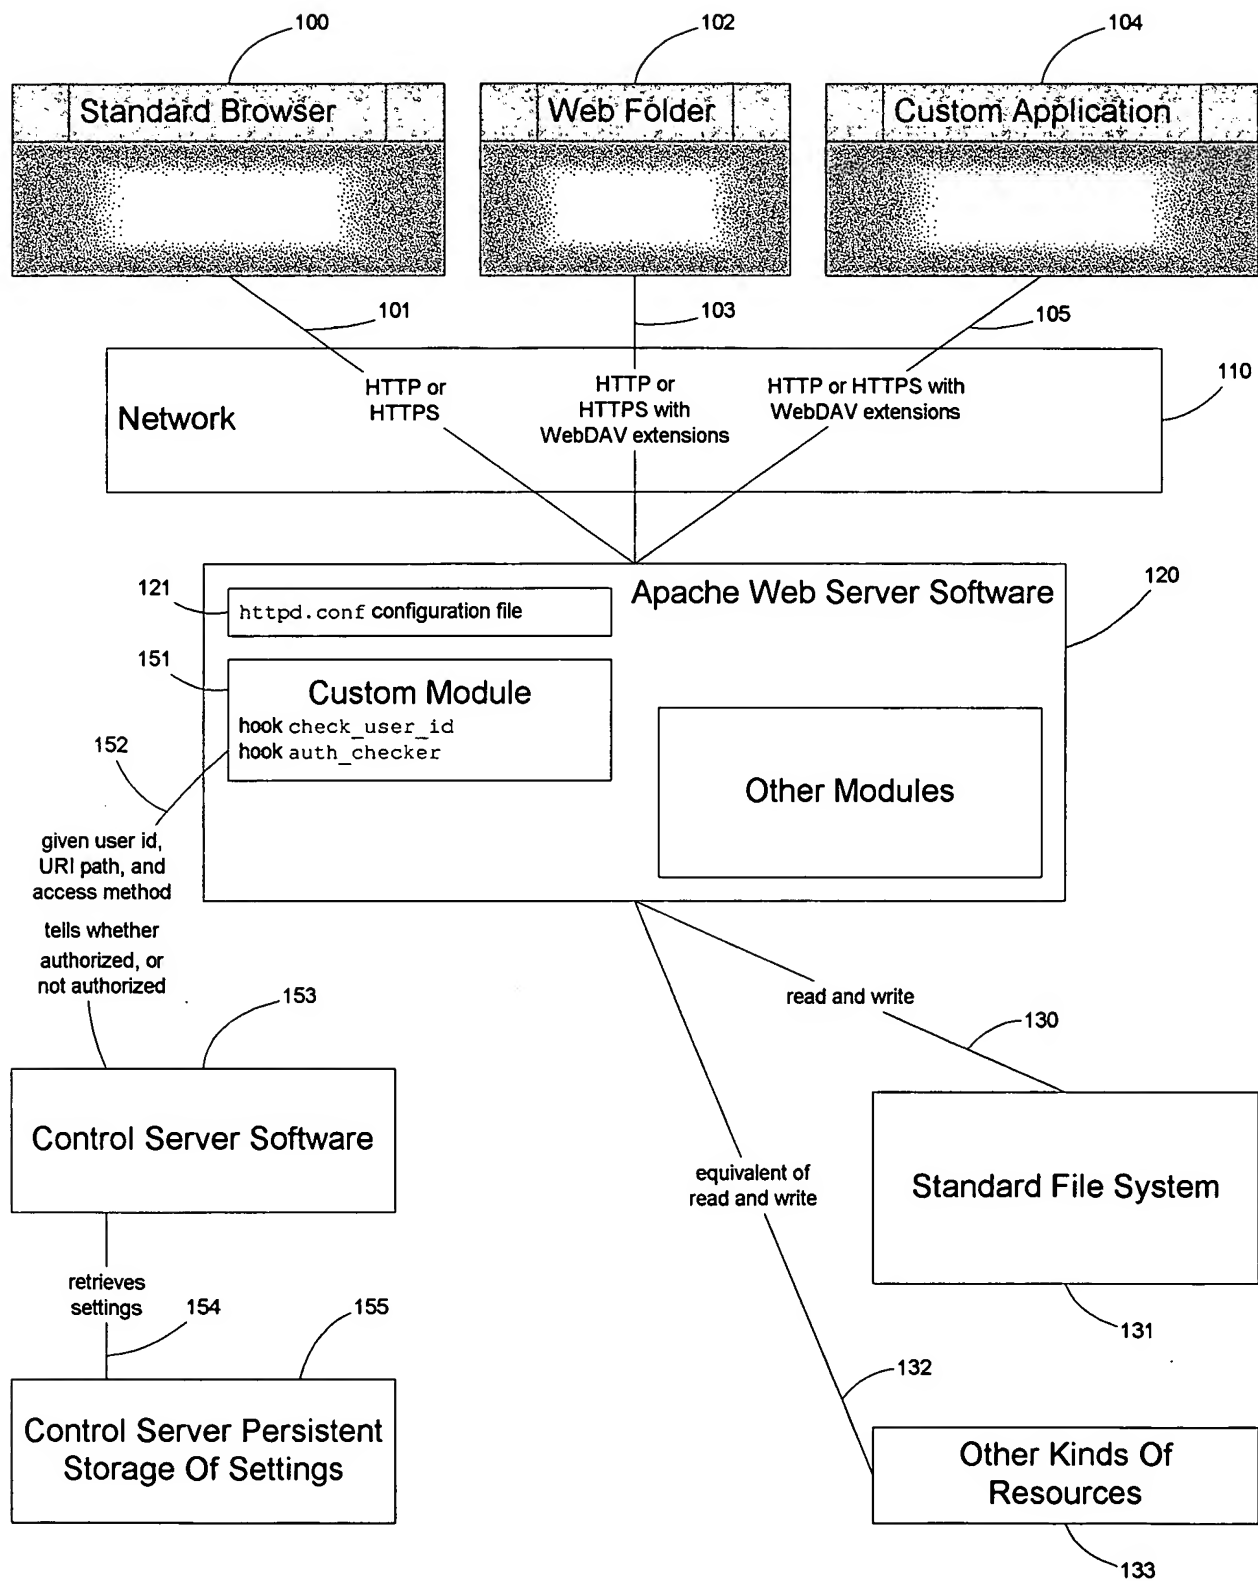 100
102
104
Standard Browser
Web Folder
Custom Application
101
103
105
110
Network
HTTP or
HTTPS
HTTP or
HTTPS with
WebDAV extensions
HTTP or HTTPS with
WebDAV extensions
120
Apache Web Server Software
121
httpd.conf configuration file
151
Custom Module
hook check_user_id
hook auth_checker
Other Modules
152
given user id,
URI path, and
access method
tells whether
authorized, or
not authorized
153
Control Server Software
retrieves
settings
154
155
Control Server Persistent
Storage Of Settings
read and write
130
Standard File System
131
equivalent of
read and write
132
Other Kinds Of
Resources
133